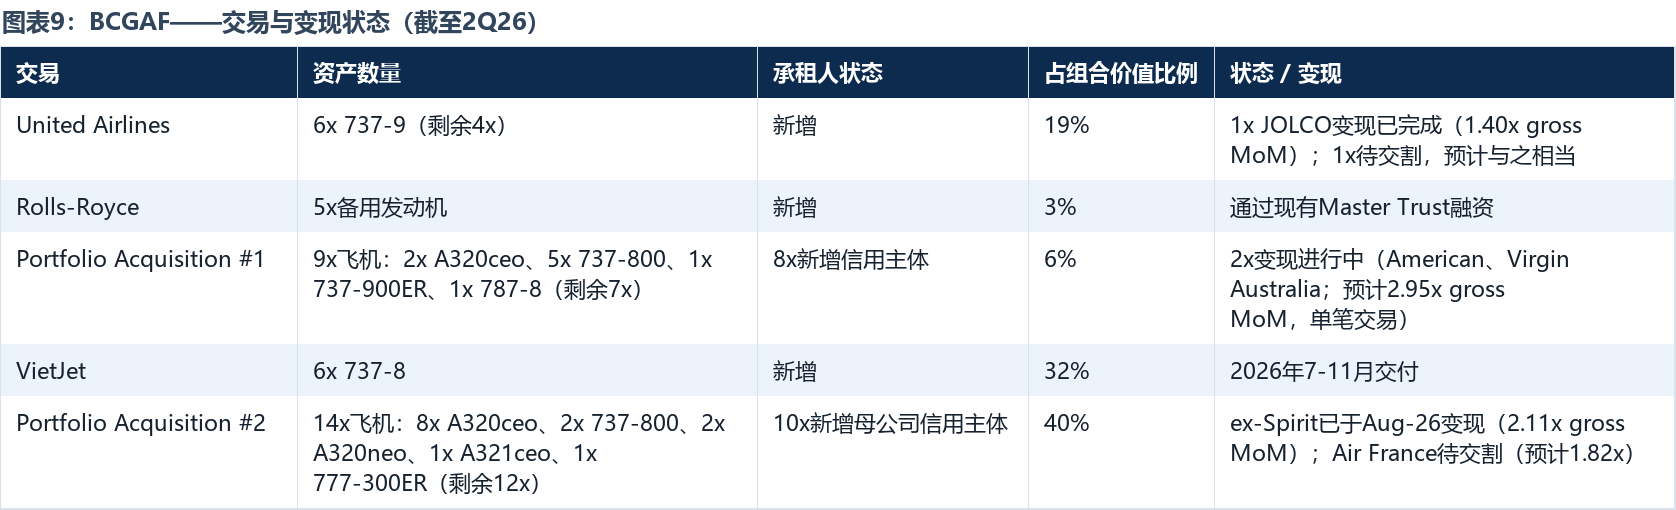 图表9：BCGAF——交易与变现状态（截至2Q26）
交易 资产数量 承租人状态 占组合价值比例 状态 / 变现
United Airlines 6x 737-9（剩余4x） 新增 19% 1x JOLCO变现已完成（1.40x gross
MoM）；1x待交割，预计与之相当
Rolls-Royce 5x备用发动机 新增 3% 通过现有Master Trust融资
Portfolio Acquisition #1 9x飞机：2x A320ceo、5x 737-800、1x 8x新增信用主体 6% 2x变现进行中（American、Virgin
737-900ER、1x 787-8（剩余7x） Australia；预计2.95x gross
MoM，单笔交易）
VietJet 6x 737-8 新增 32% 2026年7-11月交付
Portfolio Acquisition #2 14x飞机：8x A320ceo、2x 737-800、2x 10x新增母公司信用主体 40% ex-Spirit已于Aug-26变现（2.11x gross
A320neo、1x A321ceo、1x MoM）；Air France待交割（预计1.82x）
777-300ER（剩余12x）